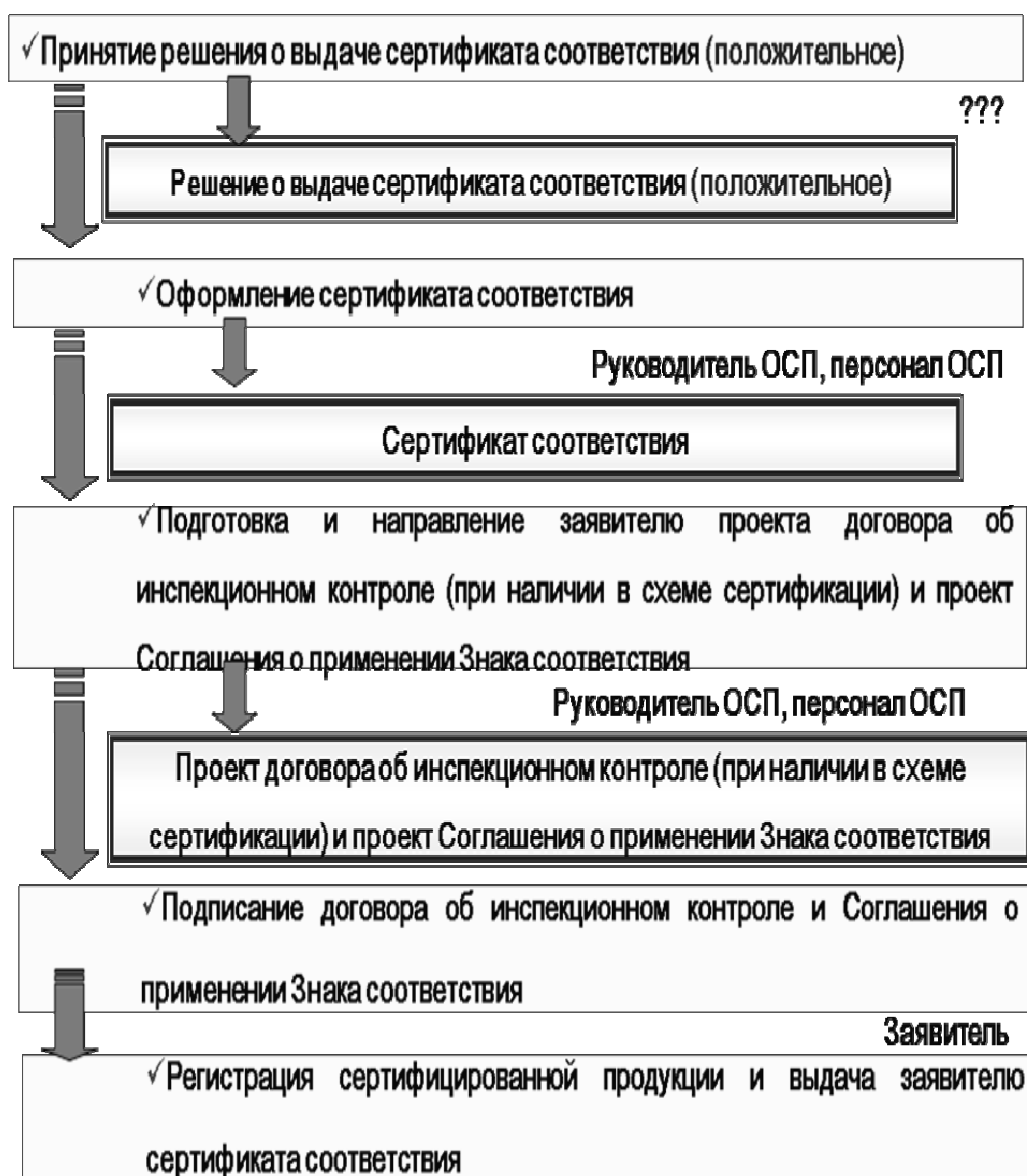 ✓Принятие решения о выдаче сертификата соответствия (положительное)
???
Решение о выдаче сертификата соответствия (положительное)
✓Оформление сертификата соответствия
Руководитель ОСП, персонал ОСП
Сертификат соответствия
✓Подготовка и направление заявителю проекта договора об
инспекционном контроле (при наличии в схеме сертификации) и проект
Соглашения о применении Знака соответствия
Руководитель ОСП, персонал ОСП
Проект договора об инспекционном контроле (при наличии в схеме
сертификации) и проект Соглашения о применении Знака соответствия
✓Подписание договора об инспекционном контроле и Соглашения о
применении Знака соответствия
Заявитель
✓Регистрация сертифицированной продукции и выдача заявителю
сертификата соответствия